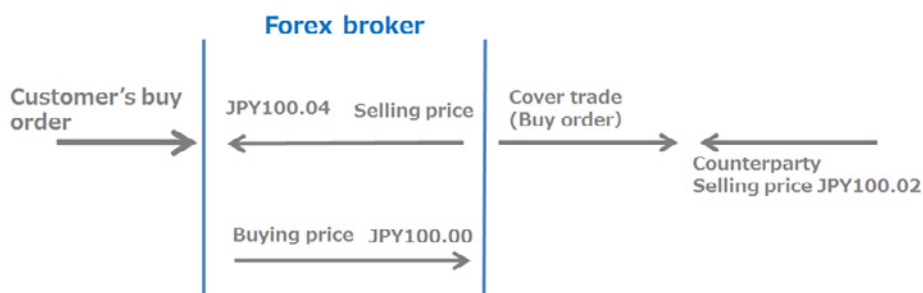 Forex broker
Customer's buy
order
JPY100.04 Selling price
Cover trade
(Buy order)
Counterparty
Selling price JPY100.02
Buying price JPY100.00